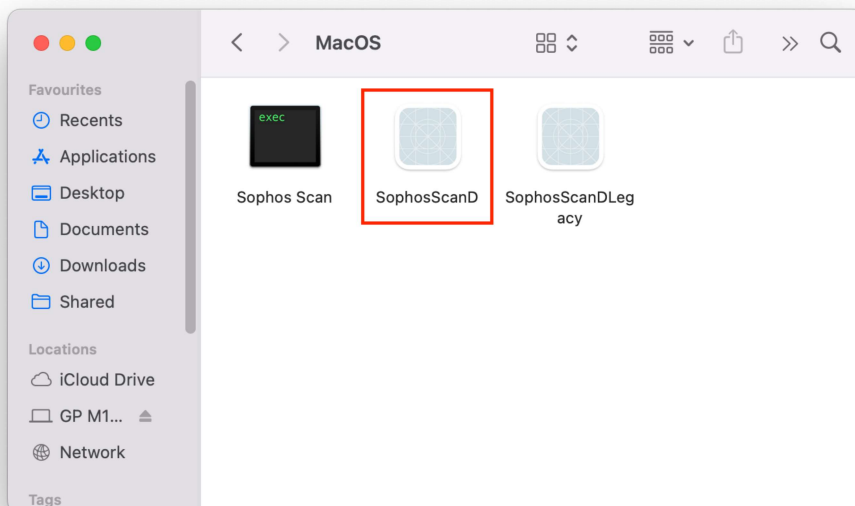 MacOS
Favourites
Recents
Applications
Desktop
Documents
Downloads
Shared
Locations
iCloud Drive
GP M1...
Network
Tags
exec
Sophos Scan
SophosScanD
SophosScanDLeg
acy